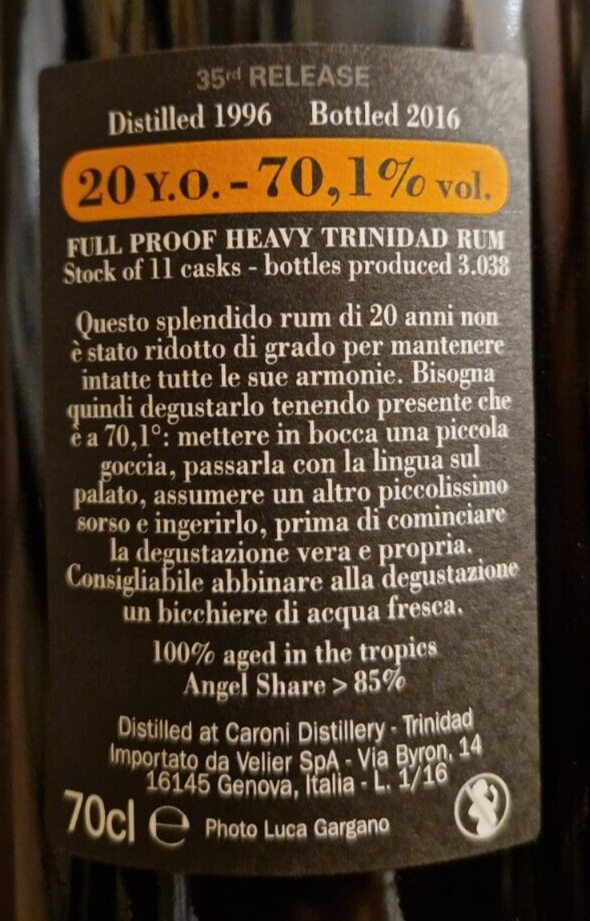 35rd RELEASE
Distilled 1996 Bottled 2016
20 Y.O. - 70,1% vol.
FULL PROOF HEAVY TRINIDAD RUM
Stock of 11 casks - bottles produced 3.038
Questo splendido rum di 20 anni non
è stato ridotto di grado per mantenere
intatte tutte le sue armonie. Bisogna
quindi degustarlo tenendo presente che
è a 70,1°: mettere in bocca una piccola
goccia, passarla con la lingua sul
palato, assumere un altro piccolissimo
sorso e ingerirlo, prima di cominciare
la degustazione vera e propria.
Consigliabile abbinare alla degustazione
un bicchiere di acqua fresca.
100% aged in the tropics
Angel Share > 85%
Distilled at Caroni Distillery - Trinidad
Importato da Velier SpA - Via Byron, 14
16145 Genova, Italia - L. 1/16
70cl e Photo Luca Gargano